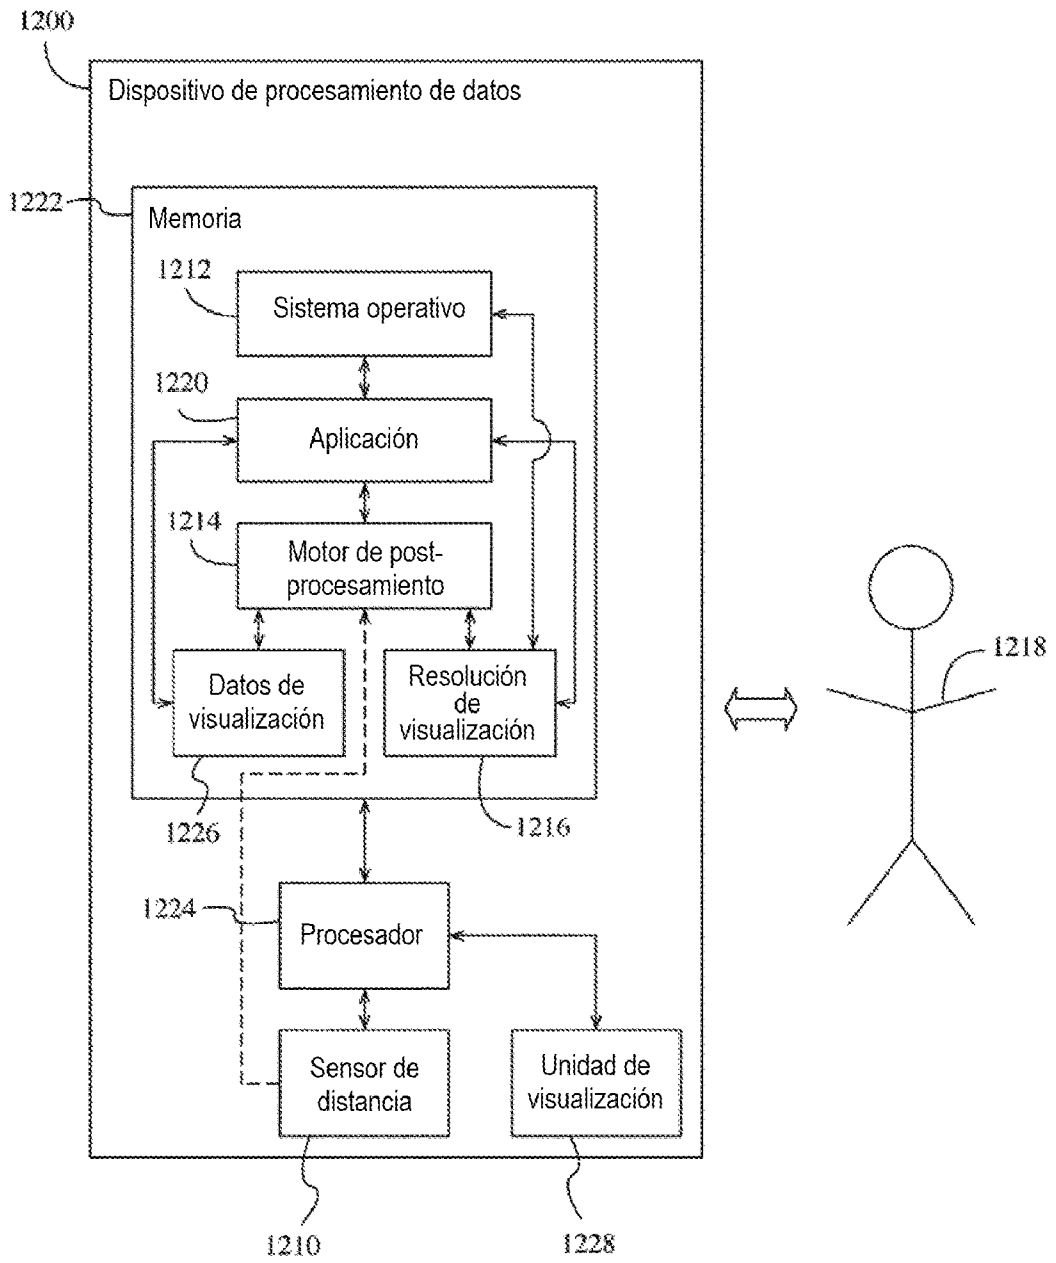 1200
Dispositivo de procesamiento de datos
1222
Memoria
1212
Sistema operativo
1220
Aplicación
1214
Motor de post-
procesamiento
1218
Datos de
visualización
Resolución
de
visualización
1226
1216
1224
Procesador
Sensor de
distancia
Unidad de
visualización
1210
1228